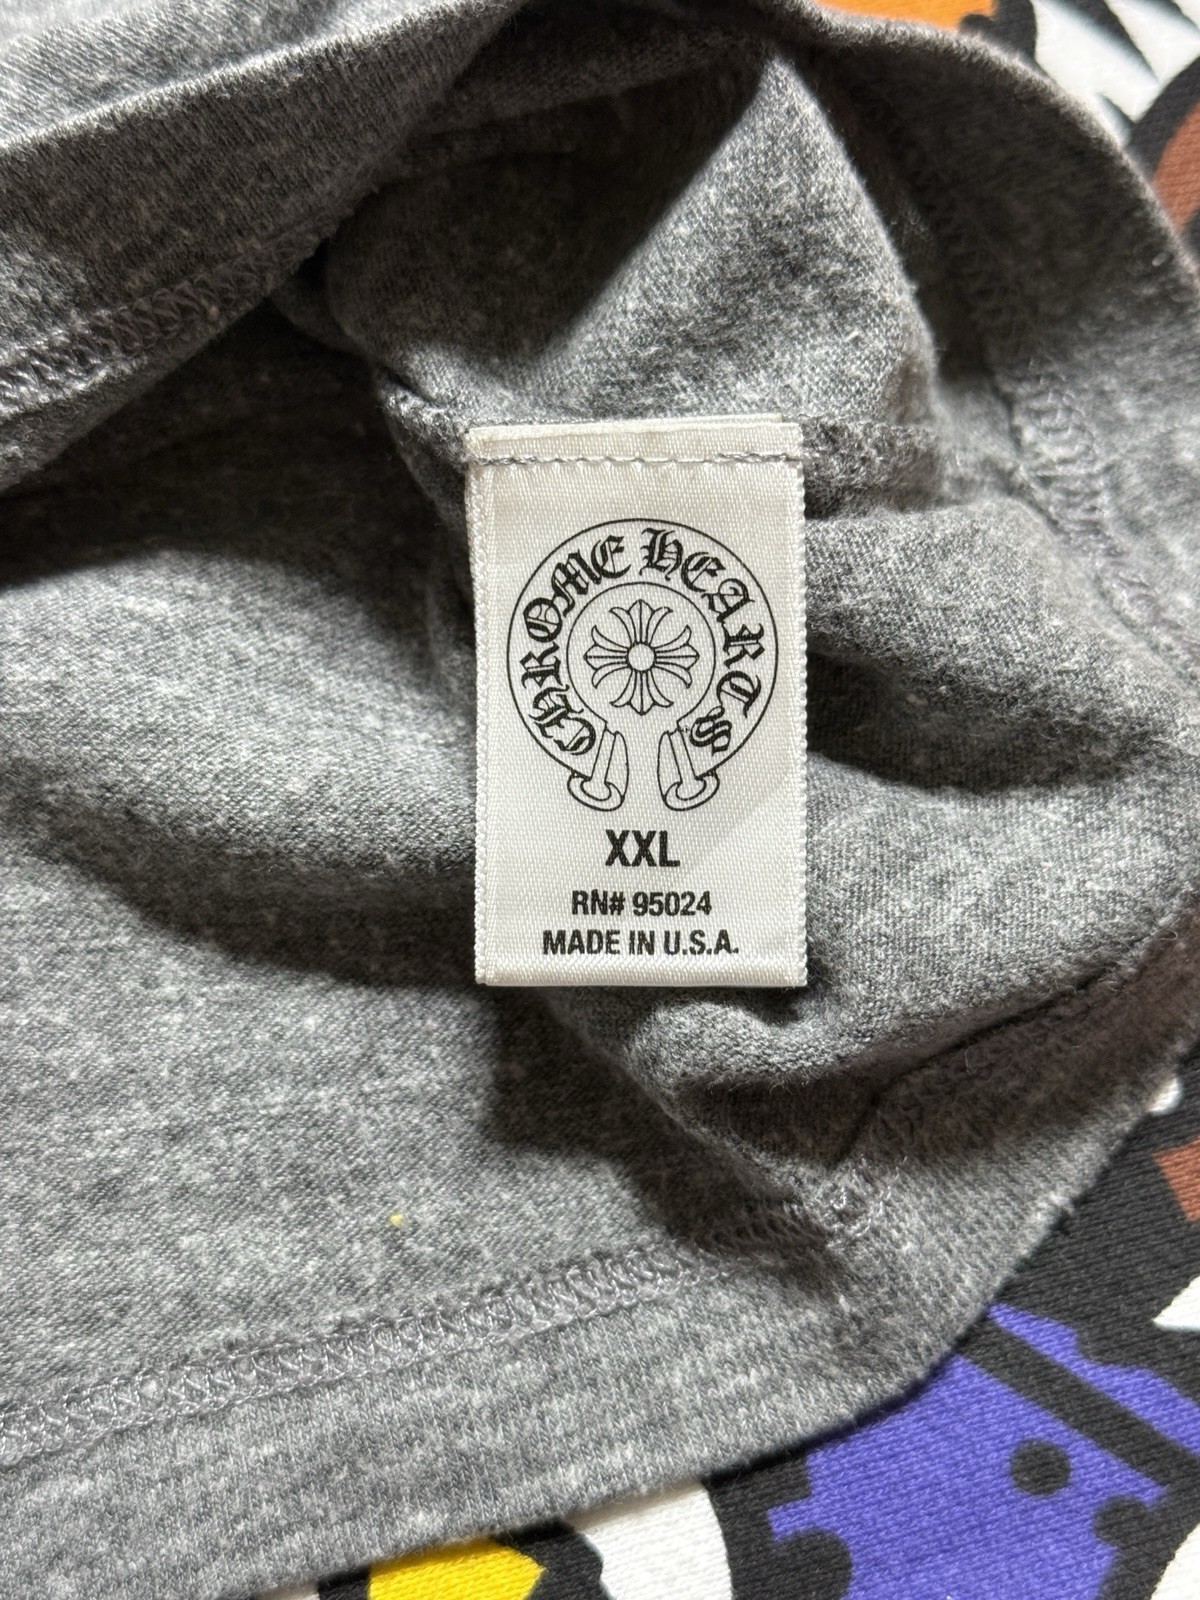 CHROME HEARTS
XXL
RN# 95024
MADE IN U.S.A.